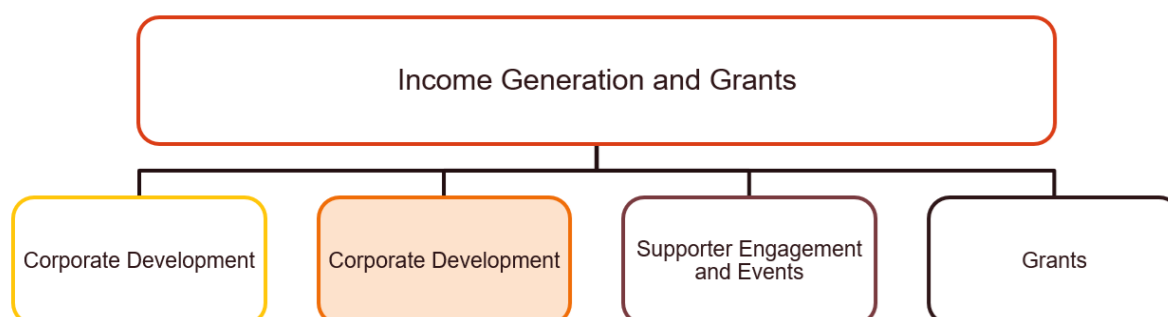 Income Generation and Grants
Corporate Development
Corporate Development
Supporter Engagement
and Events
Grants